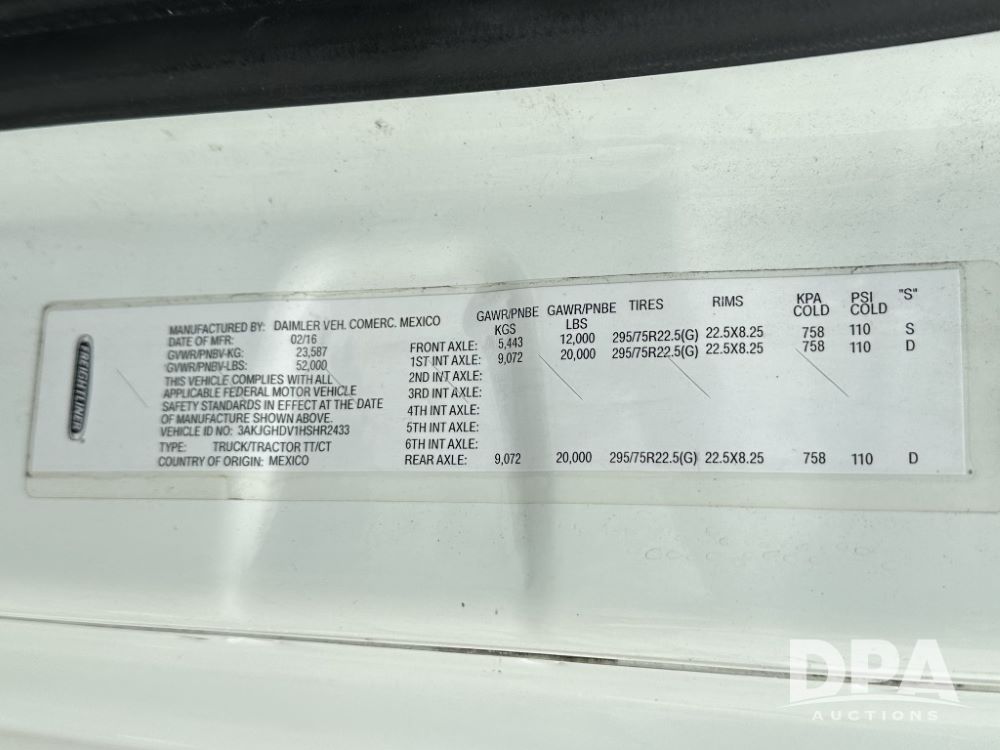 FREIGHTLINER
MANUFACTURED BY: DAIMLER VEH. COMERC. MEXICO
DATE OF MFR: 02/16
GVWR/PNBV-KG: 23,587
GVWR/PNBV-LBS: 52,000
THIS VEHICLE COMPLIES WITH ALL
APPLICABLE FEDERAL MOTOR VEHICLE
SAFETY STANDARDS IN EFFECT AT THE DATE
OF MANUFACTURE SHOWN ABOVE.
VEHICLE ID NO: 3AKJGHDV1HSHR2433
TYPE: TRUCK/TRACTOR TT/CT
COUNTRY OF ORIGIN: MEXICO
GAWR/PNBE KGS GAWR/PNBE LBS TIRES RIMS KPA COLD PSI COLD "S"
FRONT AXLE: 5,443 12,000 295/75R22.5(G) 22.5X8.25 758 110 S
1ST INT AXLE: 9,072 20,000 295/75R22.5(G) 22.5X8.25 758 110 D
2ND INT AXLE:
3RD INT AXLE:
4TH INT AXLE:
5TH INT AXLE:
6TH INT AXLE:
REAR AXLE: 9,072 20,000 295/75R22.5(G) 22.5X8.25 758 110 D
DPA
AUCTIONS